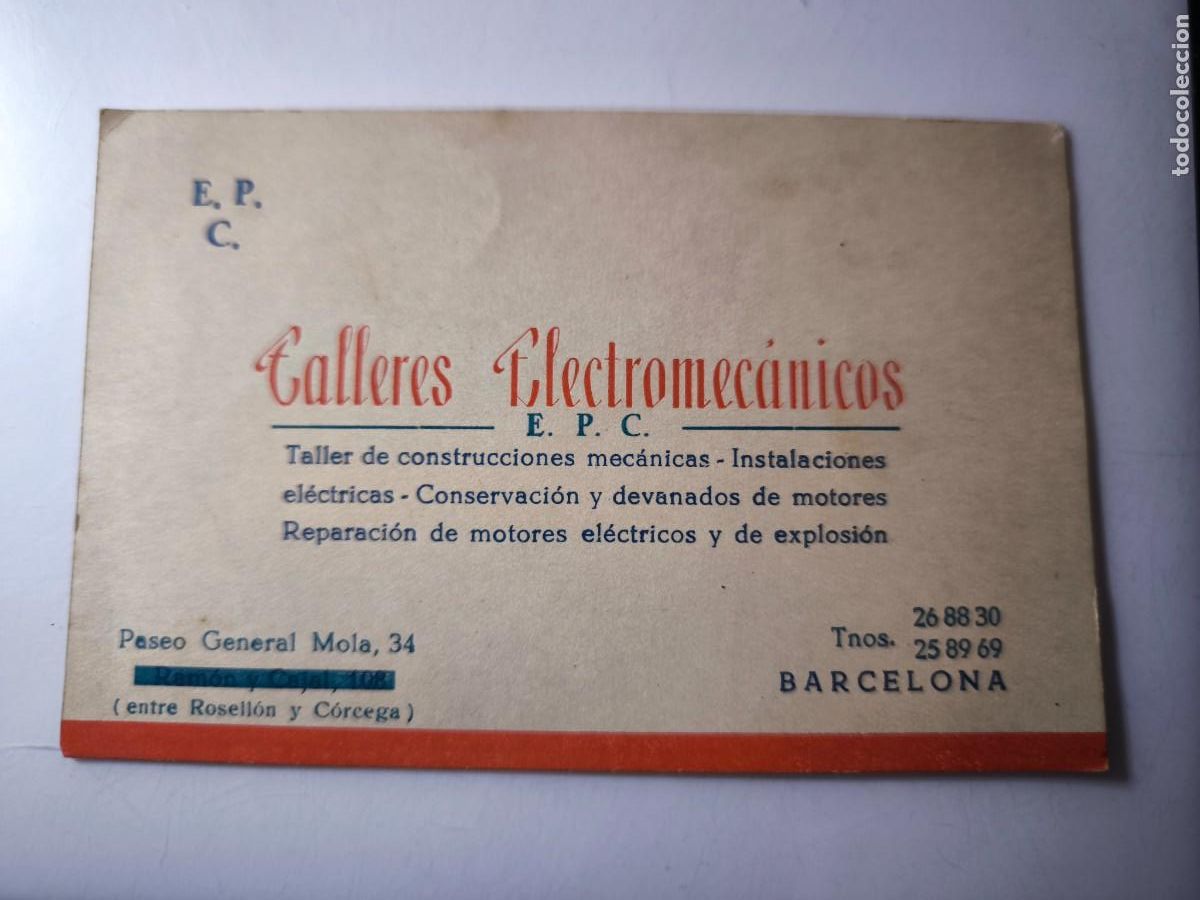 E. P.
C.
Talleres Electromecánicos
E. P. C.
Taller de construcciones mecánicas - Instalaciones
eléctricas - Conservación y devanados de motores
Reparación de motores eléctricos y de explosión
Paseo General Mola, 34
Ramón y Cajal, 108
(entre Rosellón y Córcega)
Tnos. 26 88 30
25 89 69
BARCELONA
todocoleccion